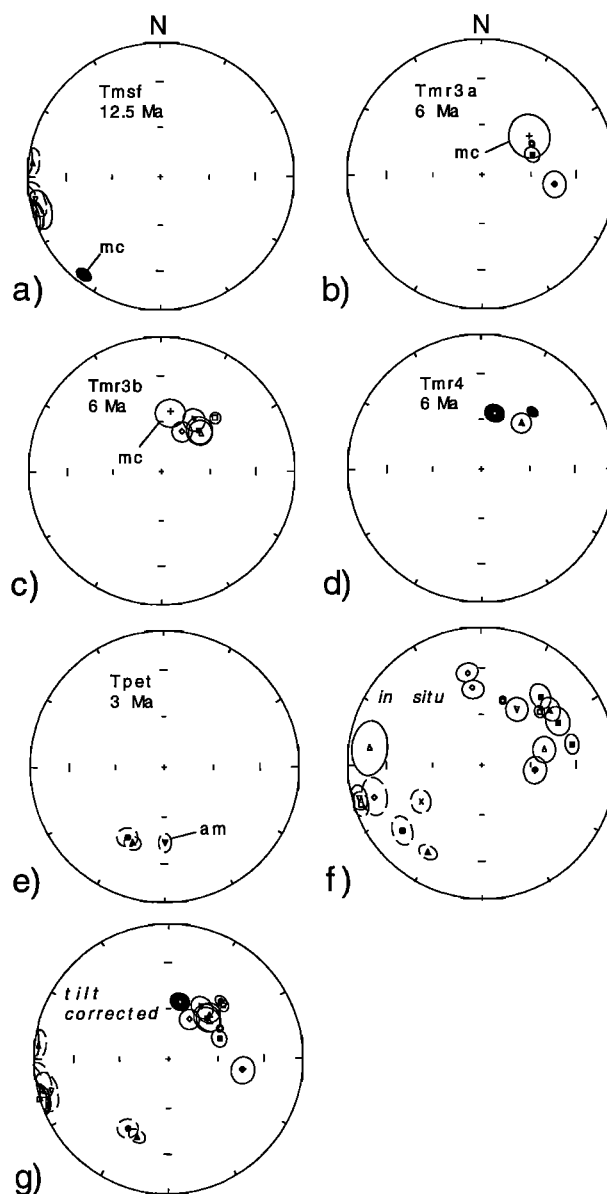 N
N
Tmsf
12.5 Ma
mc
a)
Tmr3a
6 Ma
mc
b)
Tmr3b
6 Ma
mc
c)
Tmr4
6 Ma
d)
Tpet
3 Ma
am
e)
in situ
f)
tilt
corrected
g)